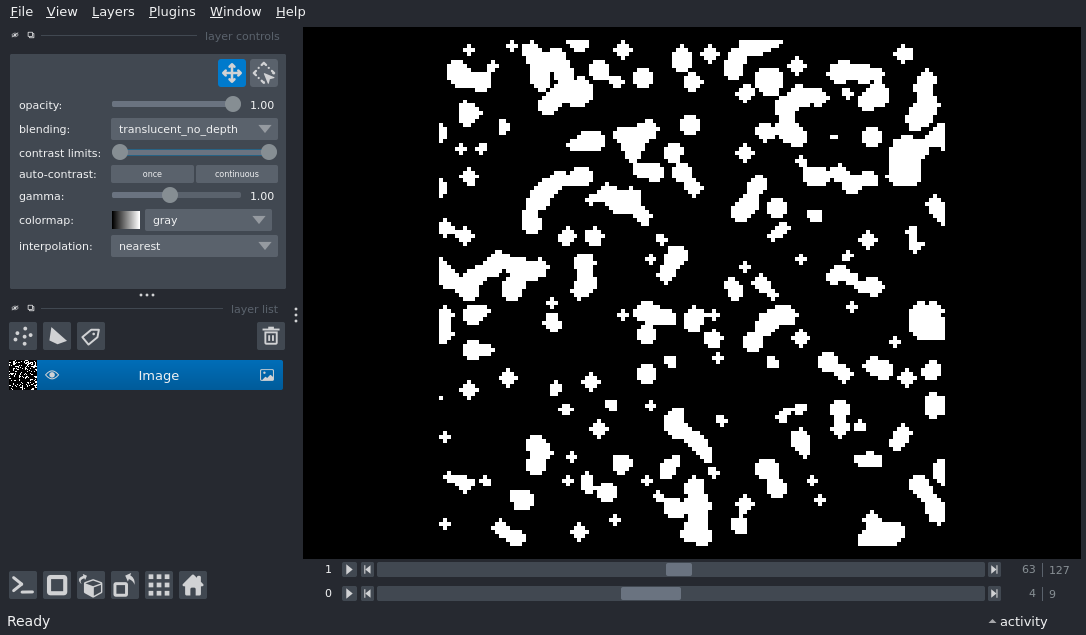 File View Layers Plugins Window Help
layer controls
opacity: 1.00
blending: translucent_no_depth
contrast limits:
auto-contrast: once continuous
gamma: 1.00
colormap: gray
interpolation: nearest
layer list
Image
1 63 127
0 4 9
Ready activity